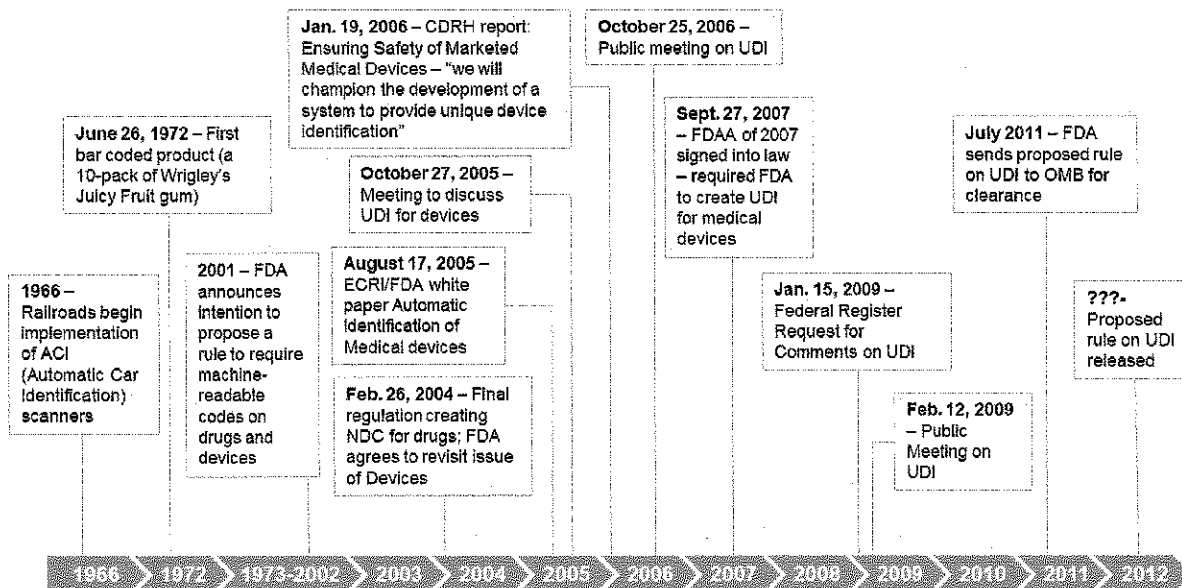 Jan. 19, 2006 – CDRH report:
Ensuring Safety of Marketed
Medical Devices – "we will
champion the development of a
system to provide unique device
identification"
October 25, 2006
– Public meeting on UDI
June 26, 1972 – First
bar coded product (a
10-pack of Wrigley's
Juicy Fruit gum)
October 27, 2005 –
Meeting to discuss
UDI for devices
Sept. 27, 2007
– FDAA of 2007
signed into law
– required FDA
to create UDI
for medical
devices
July 2011 – FDA
sends proposed rule
on UDI to OMB for
clearance
1966 –
Railroads begin
implementation
of ACI
(Automatic Car
Identification)
scanners
2001 – FDA
announces
intention to
propose a
rule to require
machine-
readable
codes on
drugs and
devices
August 17, 2005 –
ECRI/FDA white
paper Automatic
Identification of
Medical devices
Feb. 26, 2004 – Final
regulation creating
NDC for drugs; FDA
agrees to revisit issue
of Devices
Jan. 15, 2009 –
Federal Register
Request for
Comments on UDI
Feb. 12, 2009
– Public
Meeting on
UDI
???-
Proposed
rule on UDI
released
1966 1972 1973-2002 2003 2004 2005 2006 2007 2008 2009 2010 2011 2012